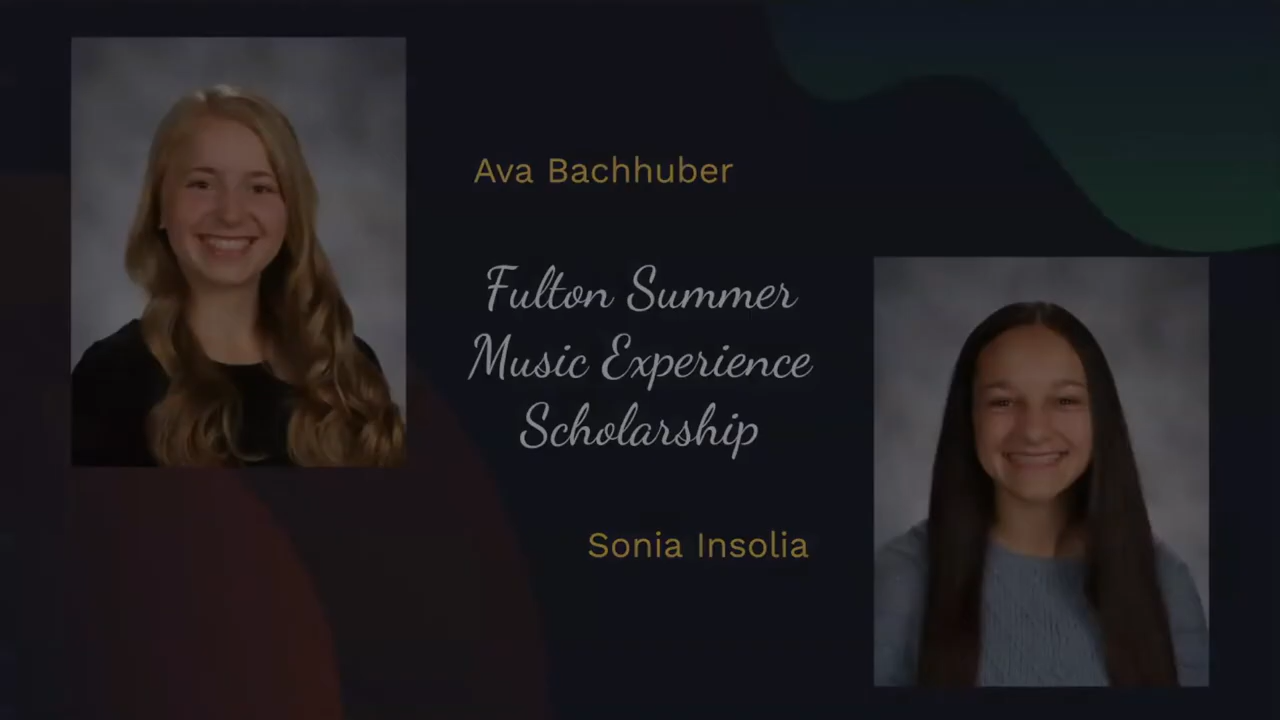 Ava Bachhuber
Fulton Summer
Music Experience
Scholarship
Sonia Insolia